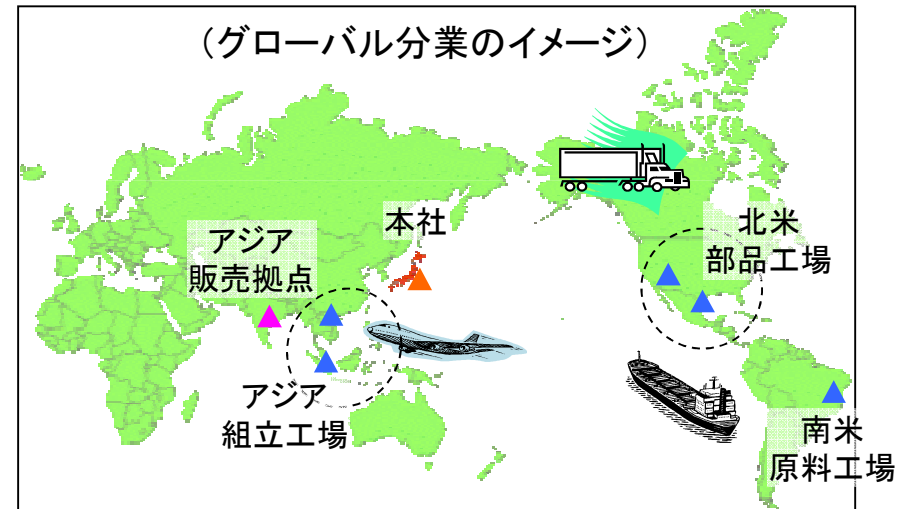 （グローバル分業のイメージ）
本社
アジア
販売拠点
北米
部品工場
アジア
組立工場
南米
原料工場